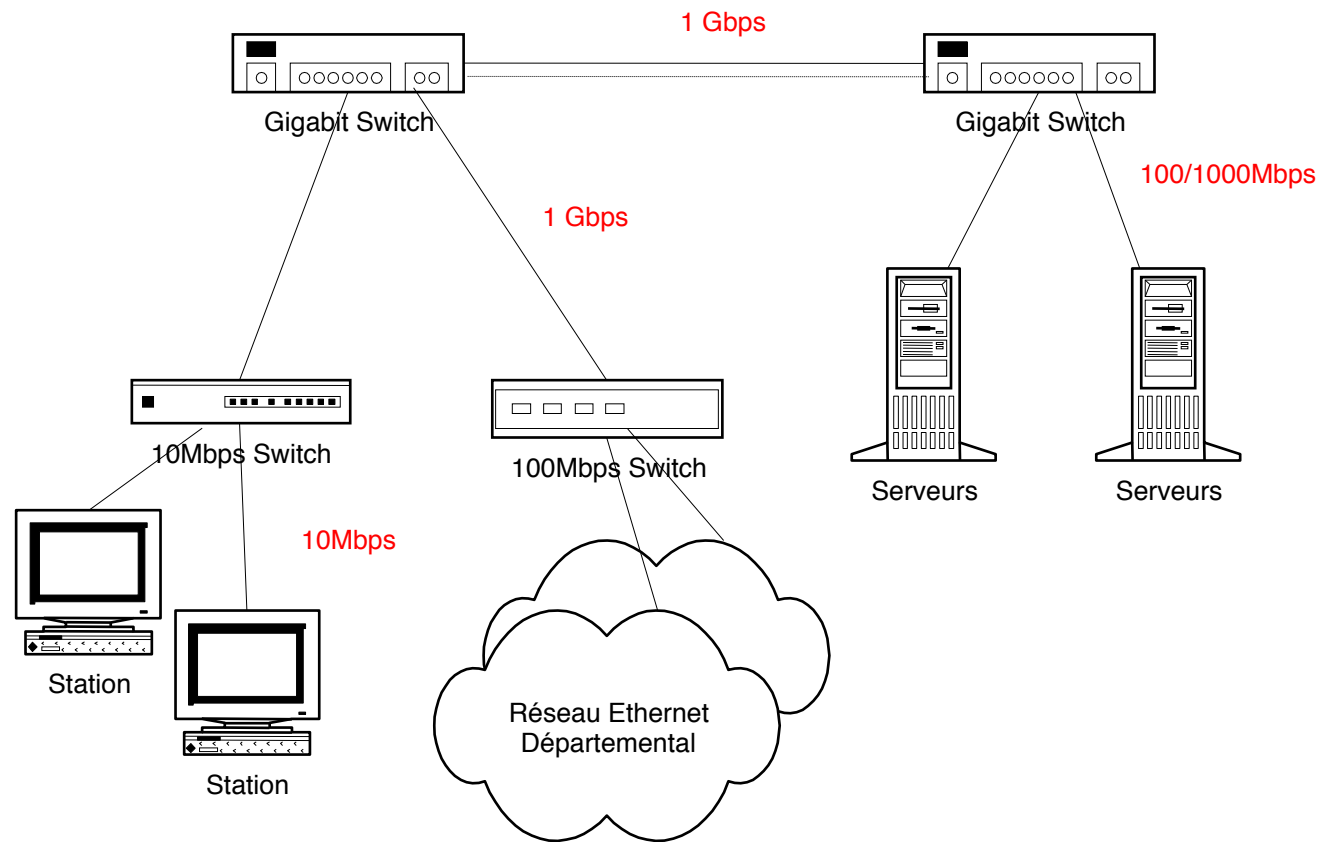 1 Gbps
Gigabit Switch
Gigabit Switch
100/1000Mbps
1 Gbps
10Mbps Switch
100Mbps Switch
Serveurs
Serveurs
10Mbps
Station
Réseau Ethernet
Départemental
Station